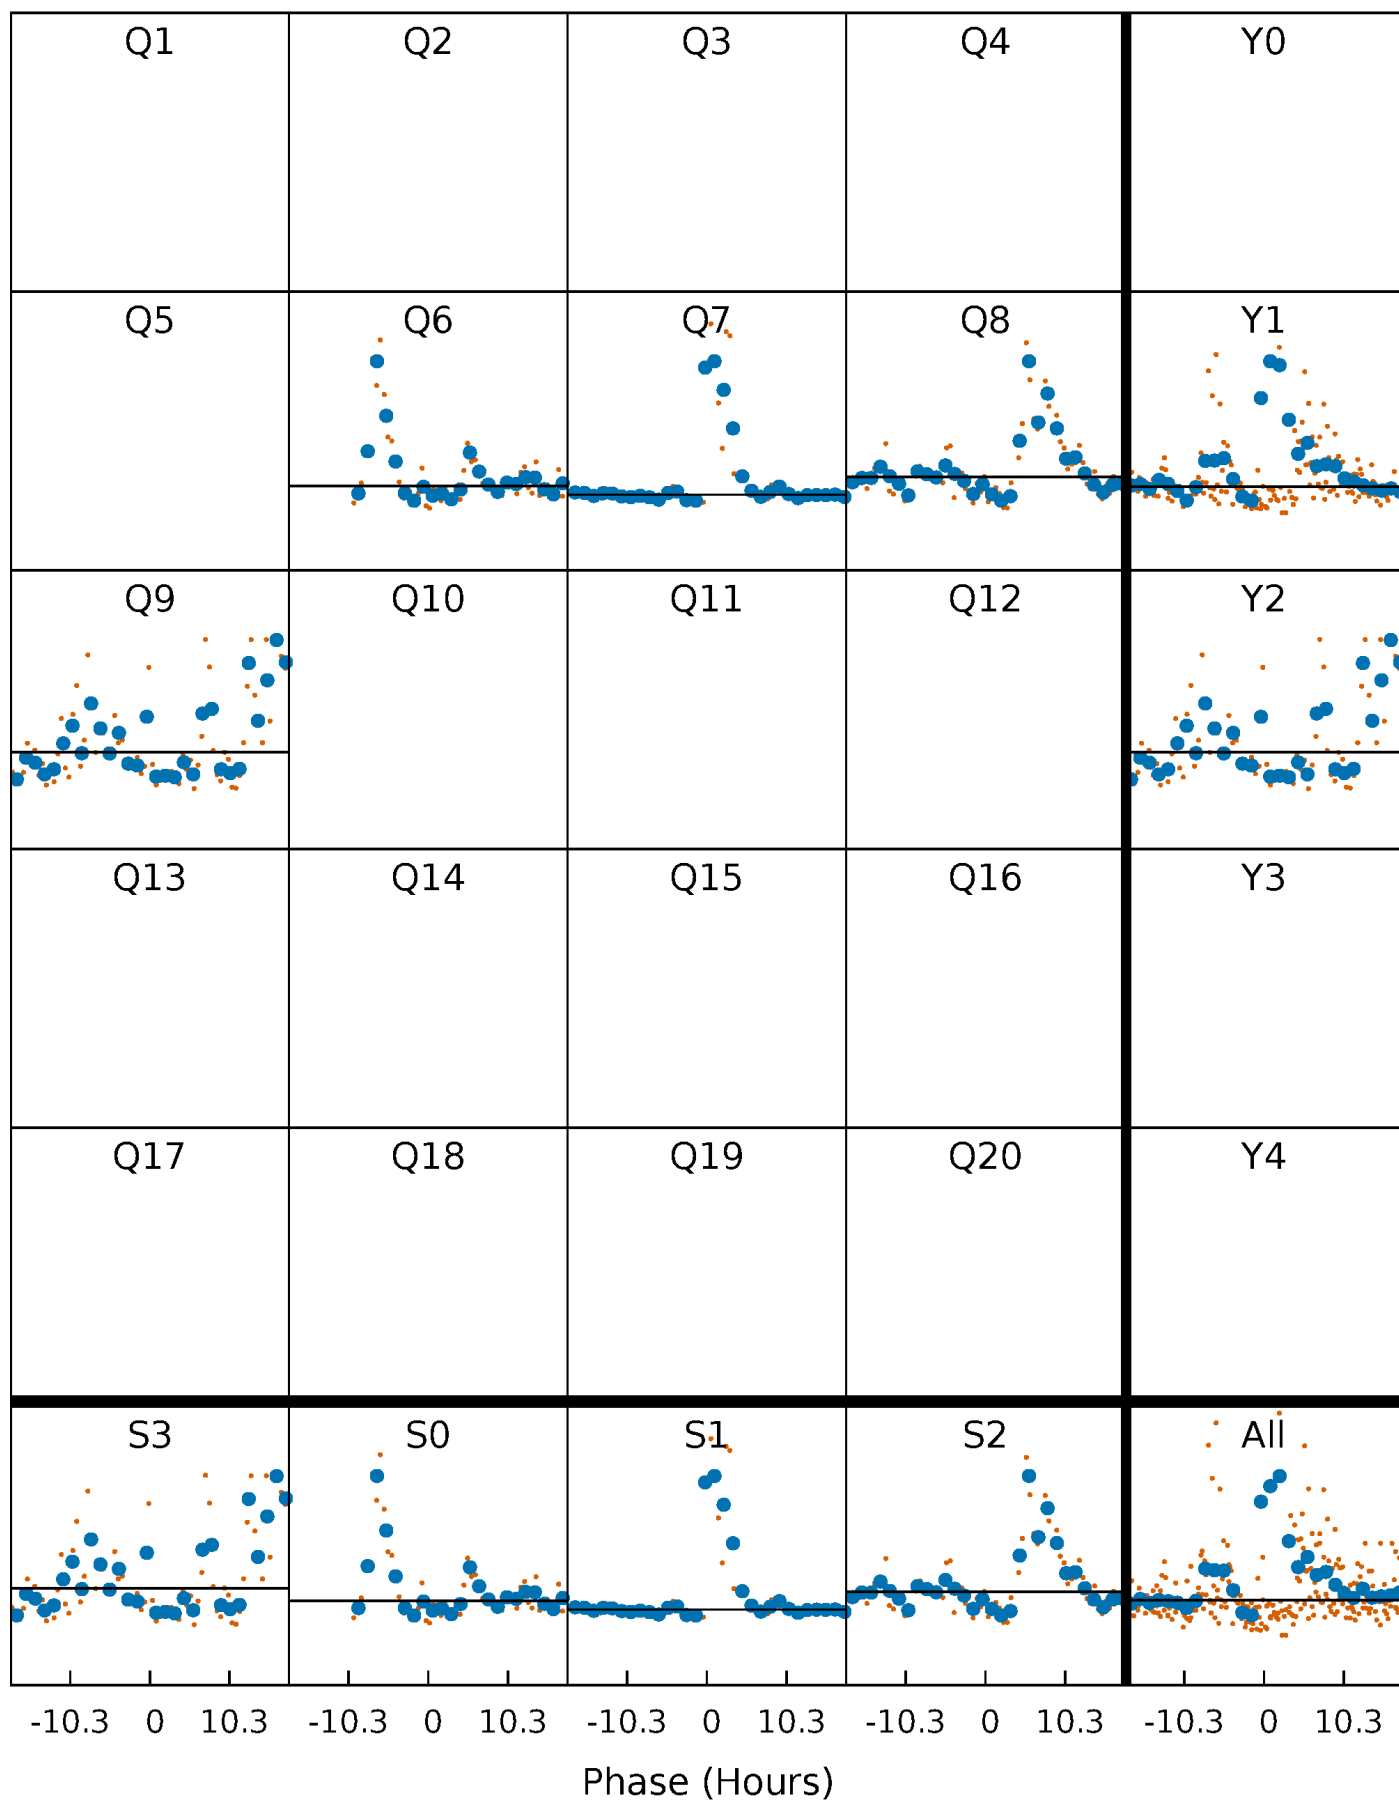 Q1 Q2 Q3 Q4 Y0
Q5 Q6 Q7 Q8 Y1
Q9 Q10 Q11 Q12 Y2
Q13 Q14 Q15 Q16 Y3
Q17 Q18 Q19 Q20 Y4
S3 S0 S1 S2 All
-10.3 0 10.3 -10.3 0 10.3 -10.3 0 10.3 -10.3 0 10.3 -10.3 0 10.3
Phase (Hours)